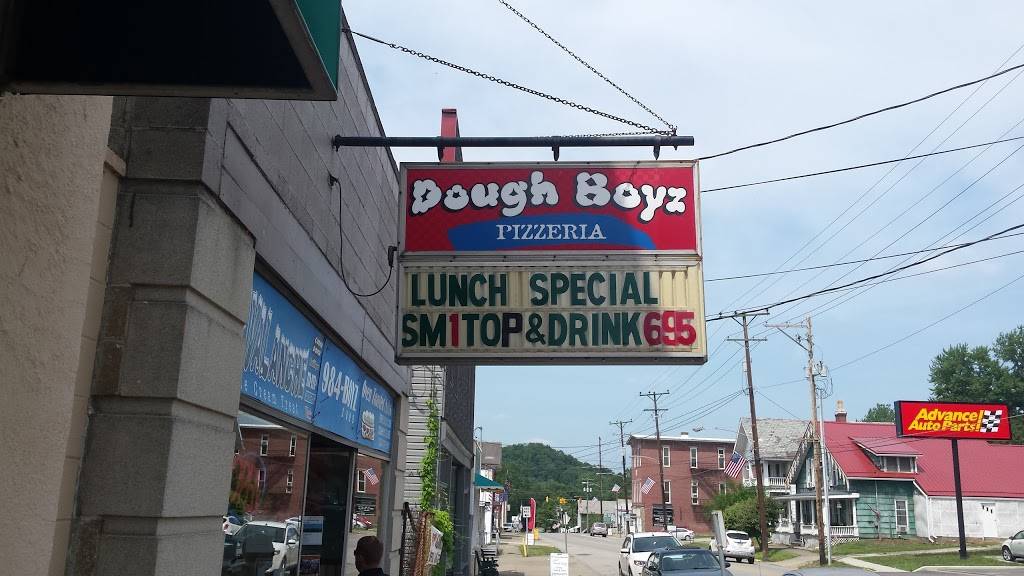 Dough Boyz
PIZZERIA
LUNCH SPECIAL
SM1TOP&DRINK695
Advance
Auto Parts!